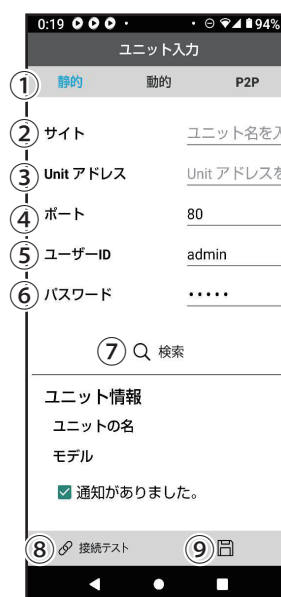 0:19 94%
ユニット入力
① 静的 動的 P2P
② サイト ユニット名を入
③ Unit アドレス Unit アドレスを
④ ポート 80
⑤ ユーザーID admin
⑥ パスワード •••••
⑦ 検索
ユニット情報
ユニットの名
モデル
通知がありました。
⑧ 接続テスト ⑨